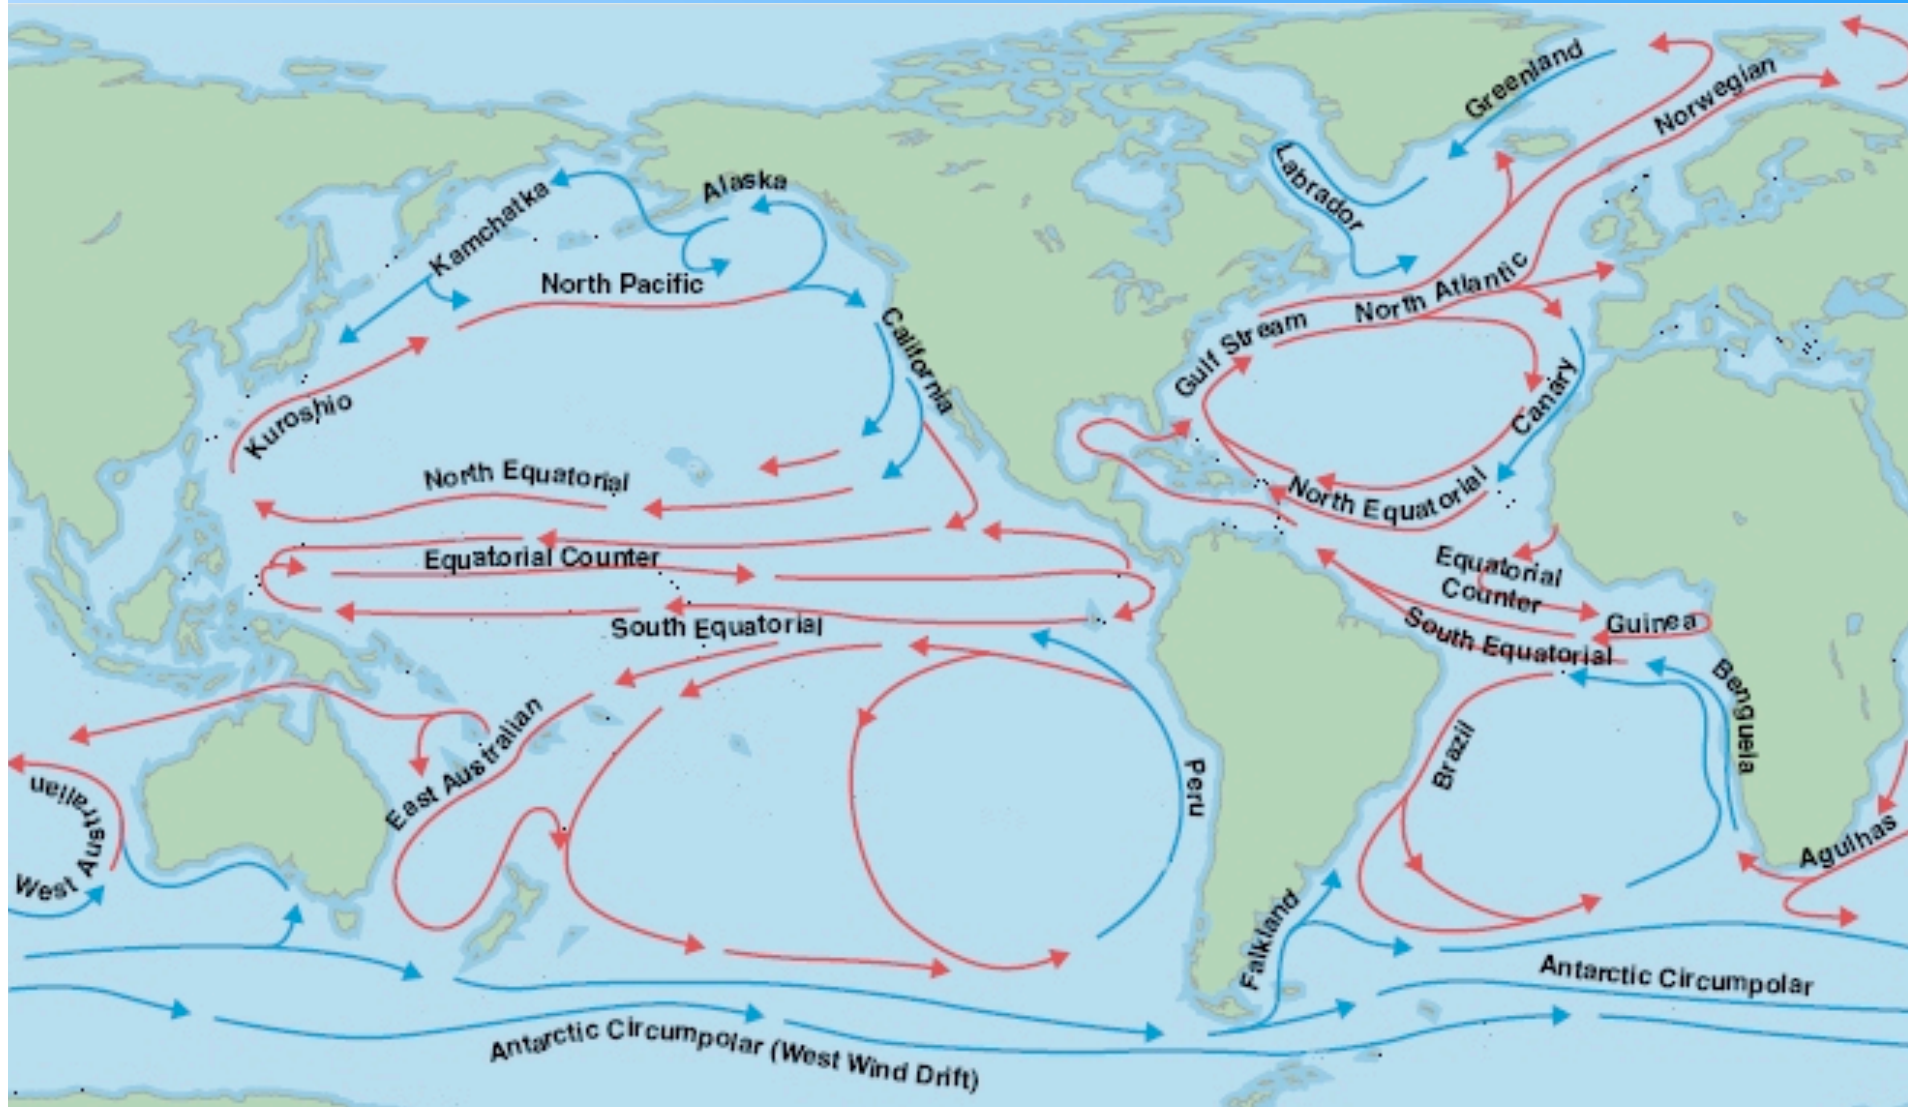 Greenland
Norwegian
Labrador
Alaska
Kamchatka
North Pacific
North Atlantic
Gulf Stream
California
Canary
Kuroshio
North Equatorial
North Equatorial
Equatorial Counter
Equatorial
Counter
Guinea
South Equatorial
South Equatorial
Benguela
East Australian
Brazil
Peru
West Australian
Agulhas
Falkland
Antarctic Circumpolar
Antarctic Circumpolar (West Wind Drift)